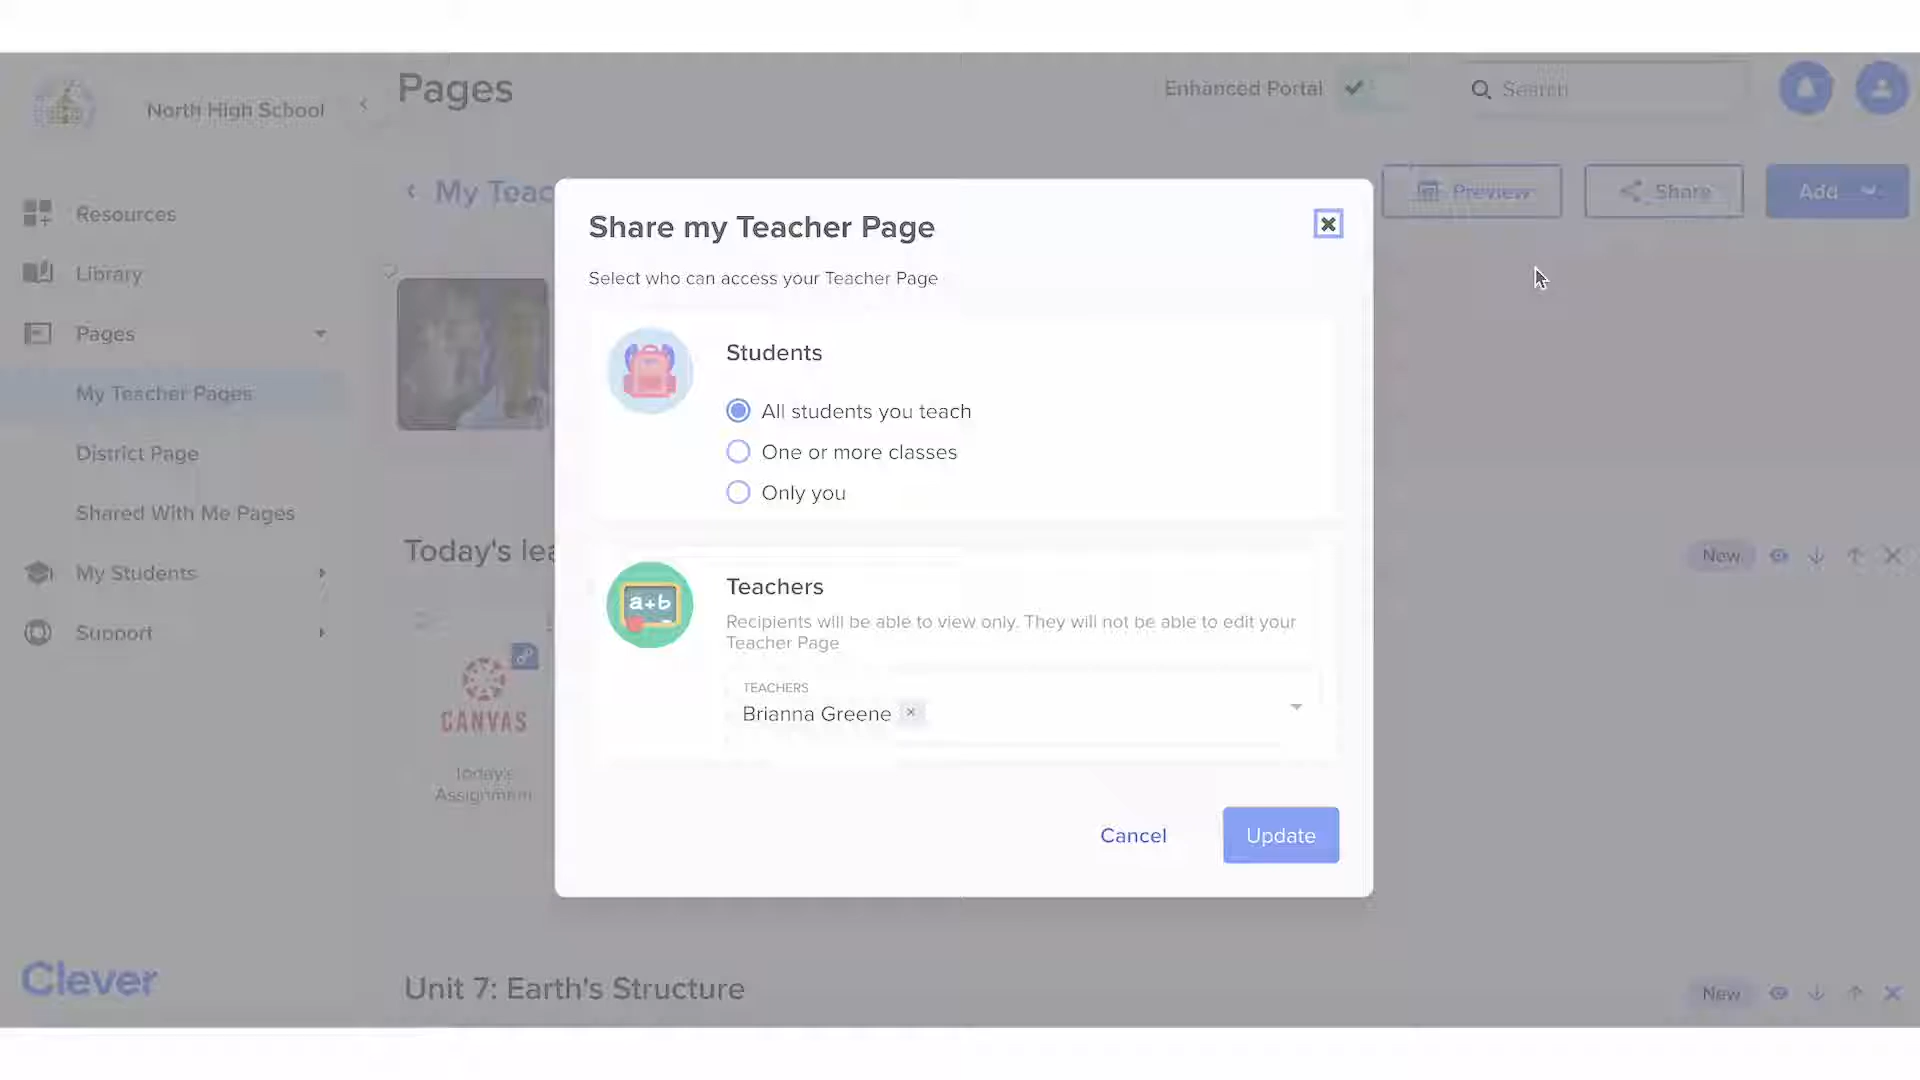 North High School
Pages
Enhanced Portal
Search
Resources
Library
Pages
My Teacher Pages
District Page
Shared With Me Pages
My Students
Support
Clever
My Teac
Preview
Share
Add
Share my Teacher Page
Select who can access your Teacher Page
Students
All students you teach
One or more classes
Only you
a+b
Teachers
Recipients will be able to view only. They will not be able to edit your
Teacher Page
TEACHERS
Brianna Greene
Cancel
Update
Today's lea
New
CANVAS
Today's
Assignment
Unit 7: Earth's Structure
New